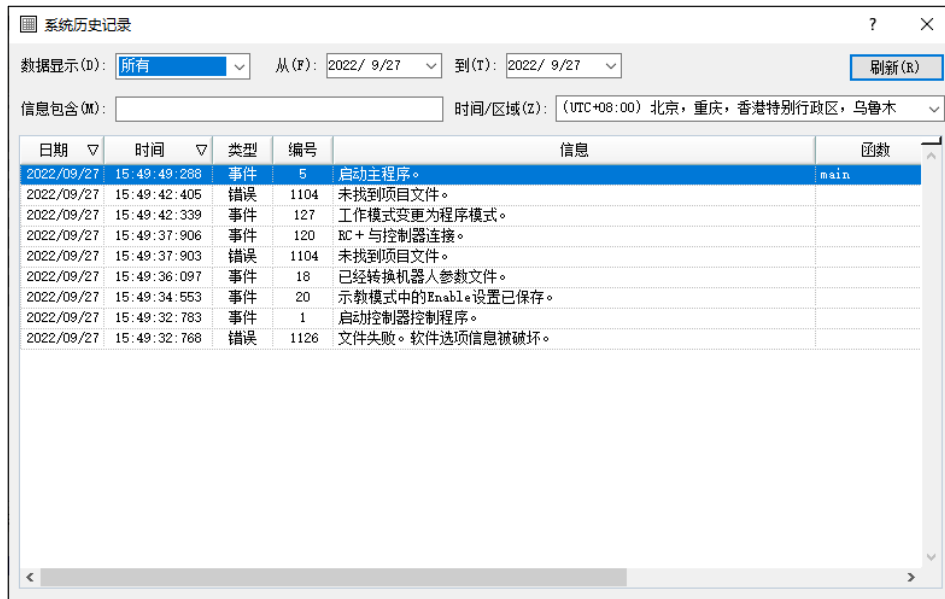 系统历史记录 ?
数据显示(D): 所有 从(F): 2022/ 9/27 到(T): 2022/ 9/27 刷新(R)
信息包含(M): 时间/区域(Z): (UTC+08:00) 北京，重庆，香港特别行政区，乌鲁木
日期 时间 类型 编号 信息 函数
2022/09/27 15:49:49:288 事件 5 启动主程序。 main
2022/09/27 15:49:42:405 错误 1104 未找到项目文件。
2022/09/27 15:49:42:339 事件 127 工作模式变更为程序模式。
2022/09/27 15:49:37:906 事件 120 RC＋与控制器连接。
2022/09/27 15:49:37:903 错误 1104 未找到项目文件。
2022/09/27 15:49:36:097 事件 18 已经转换机器人参数文件。
2022/09/27 15:49:34:553 事件 20 示教模式中的Enable设置已保存。
2022/09/27 15:49:32:783 事件 1 启动控制器控制程序。
2022/09/27 15:49:32:768 错误 1126 文件失败。软件选项信息被破坏。